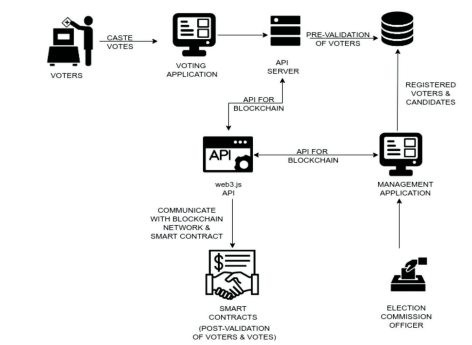 CASTE
VOTES
PRE-VALIDATION
OF VOTERS
VOTERS
VOTING
APPLICATION
API
SERVER
REGISTERED
VOTERS &
CANDIDATES
API FOR
BLOCKCHAIN
API
API FOR
BLOCKCHAIN
web3.js
API
MANAGEMENT
APPLICATION
COMMUNICATE
WITH BLOCKCHAIN
NETWORK &
SMART CONTRACT
$
SMART
CONTRACTS
(POST-VALIDATION
OF VOTERS & VOTES)
ELECTION
COMMISSION
OFFICER